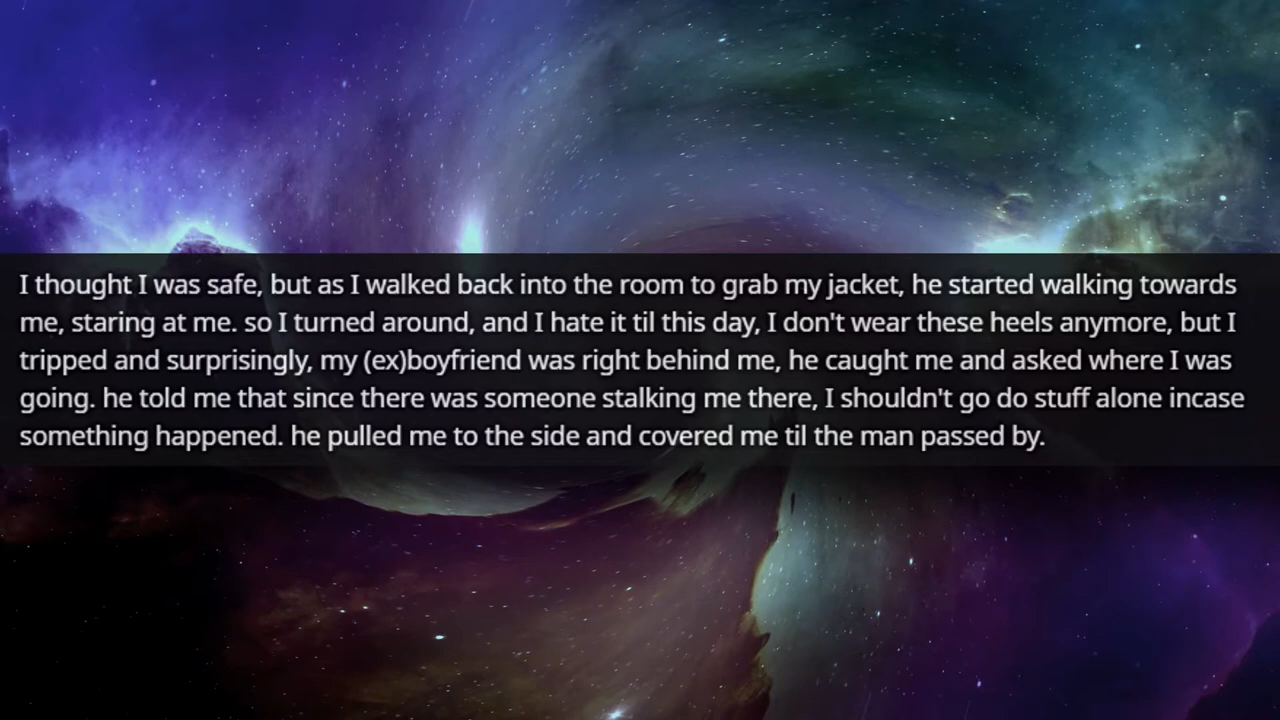 I thought I was safe, but as I walked back into the room to grab my jacket, he started walking towards
me, staring at me. so I turned around, and I hate it til this day, I don't wear these heels anymore, but I
tripped and surprisingly, my (ex)boyfriend was right behind me, he caught me and asked where I was
going. he told me that since there was someone stalking me there, I shouldn't go do stuff alone incase
something happened. he pulled me to the side and covered me til the man passed by.